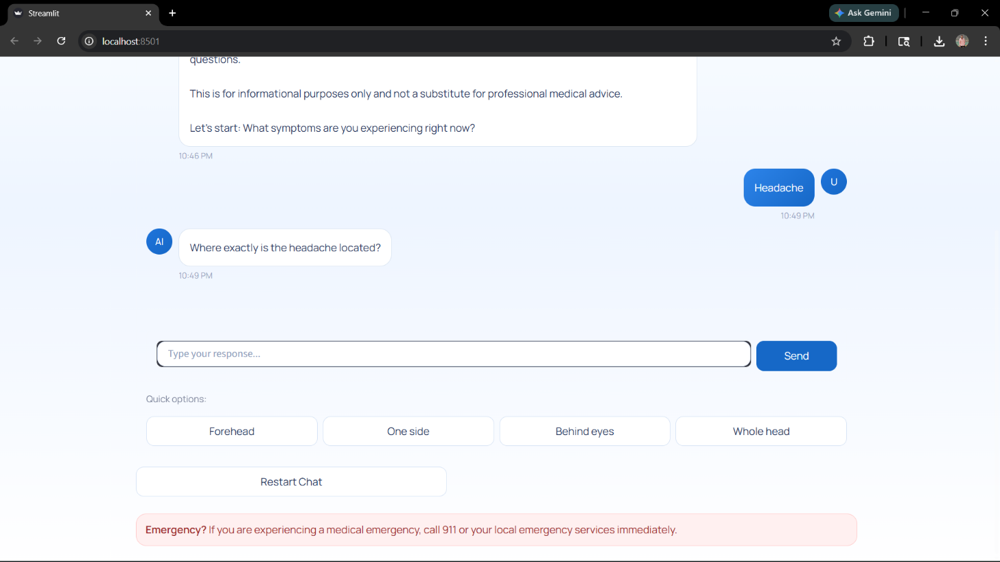 Streamlit
Ask Gemini
localhost:8501
questions.
This is for informational purposes only and not a substitute for professional medical advice.
Let's start: What symptoms are you experiencing right now?
10:46 PM
Headache
U
10:49 PM
AI
Where exactly is the headache located?
10:49 PM
Type your response...
Send
Quick options:
Forehead
One side
Behind eyes
Whole head
Restart Chat
Emergency? If you are experiencing a medical emergency, call 911 or your local emergency services immediately.